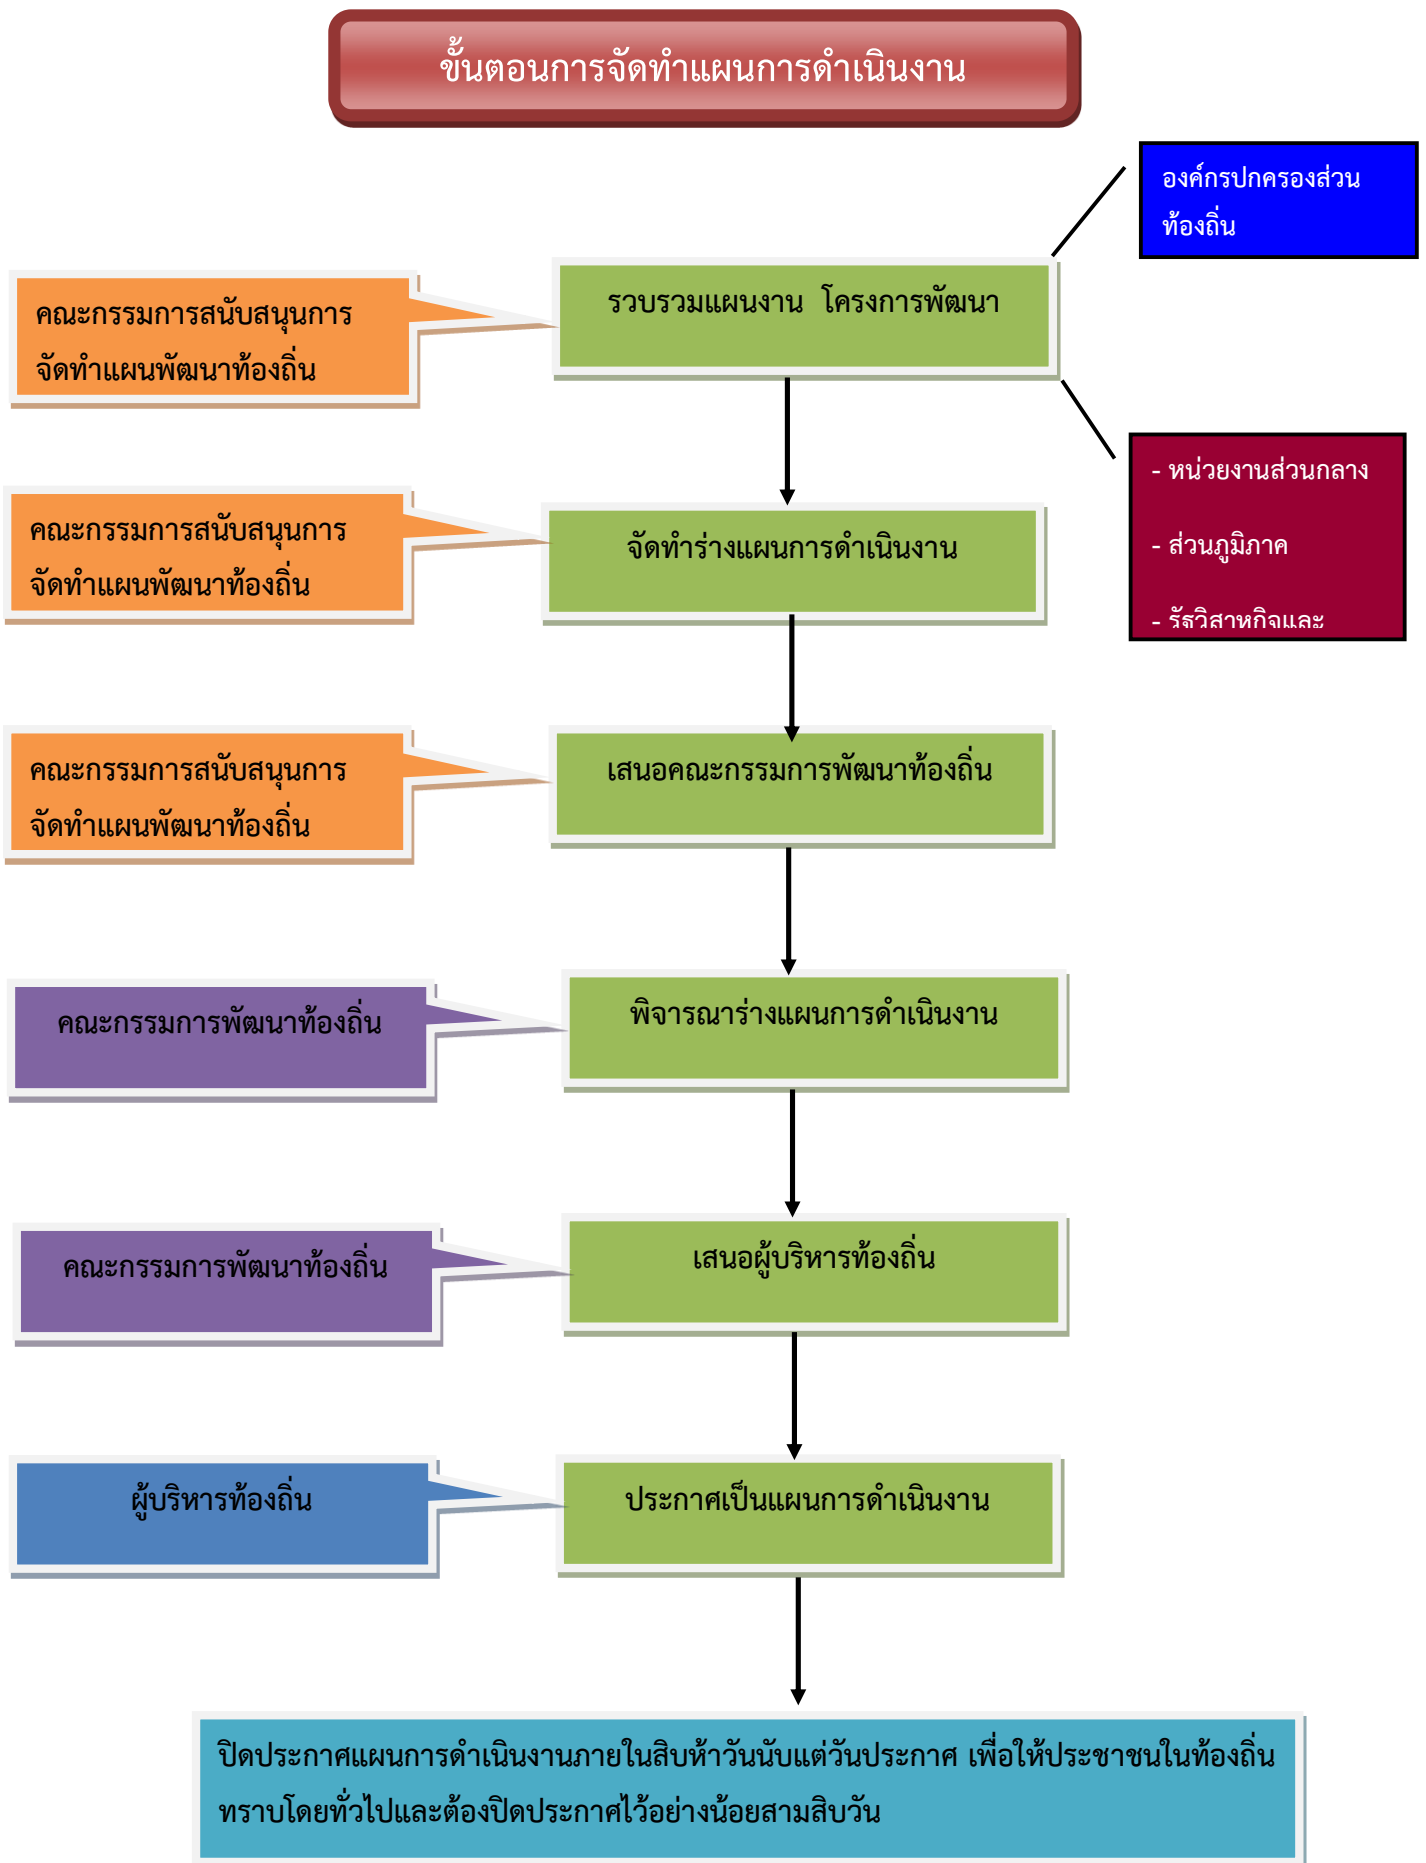 ขั้นตอนการจัดทำแผนการดำเนินงาน
องค์กรปกครองส่วน
ท้องถิ่น
คณะกรรมการสนับสนุนการ
จัดทำแผนพัฒนาท้องถิ่น
รวบรวมแผนงาน โครงการพัฒนา
- หน่วยงานส่วนกลาง
- ส่วนภูมิภาค
- รัฐวิสาหกิจและ
คณะกรรมการสนับสนุนการ
จัดทำแผนพัฒนาท้องถิ่น
จัดทำร่างแผนการดำเนินงาน
คณะกรรมการสนับสนุนการ
จัดทำแผนพัฒนาท้องถิ่น
เสนอคณะกรรมการพัฒนาท้องถิ่น
คณะกรรมการพัฒนาท้องถิ่น
พิจารณาร่างแผนการดำเนินงาน
คณะกรรมการพัฒนาท้องถิ่น
เสนอผู้บริหารท้องถิ่น
ผู้บริหารท้องถิ่น
ประกาศเป็นแผนการดำเนินงาน
ปิดประกาศแผนการดำเนินงานภายในสิบห้าวันนับแต่วันประกาศ เพื่อให้ประชาชนในท้องถิ่น
ทราบโดยทั่วไปและต้องปิดประกาศไว้อย่างน้อยสามสิบวัน